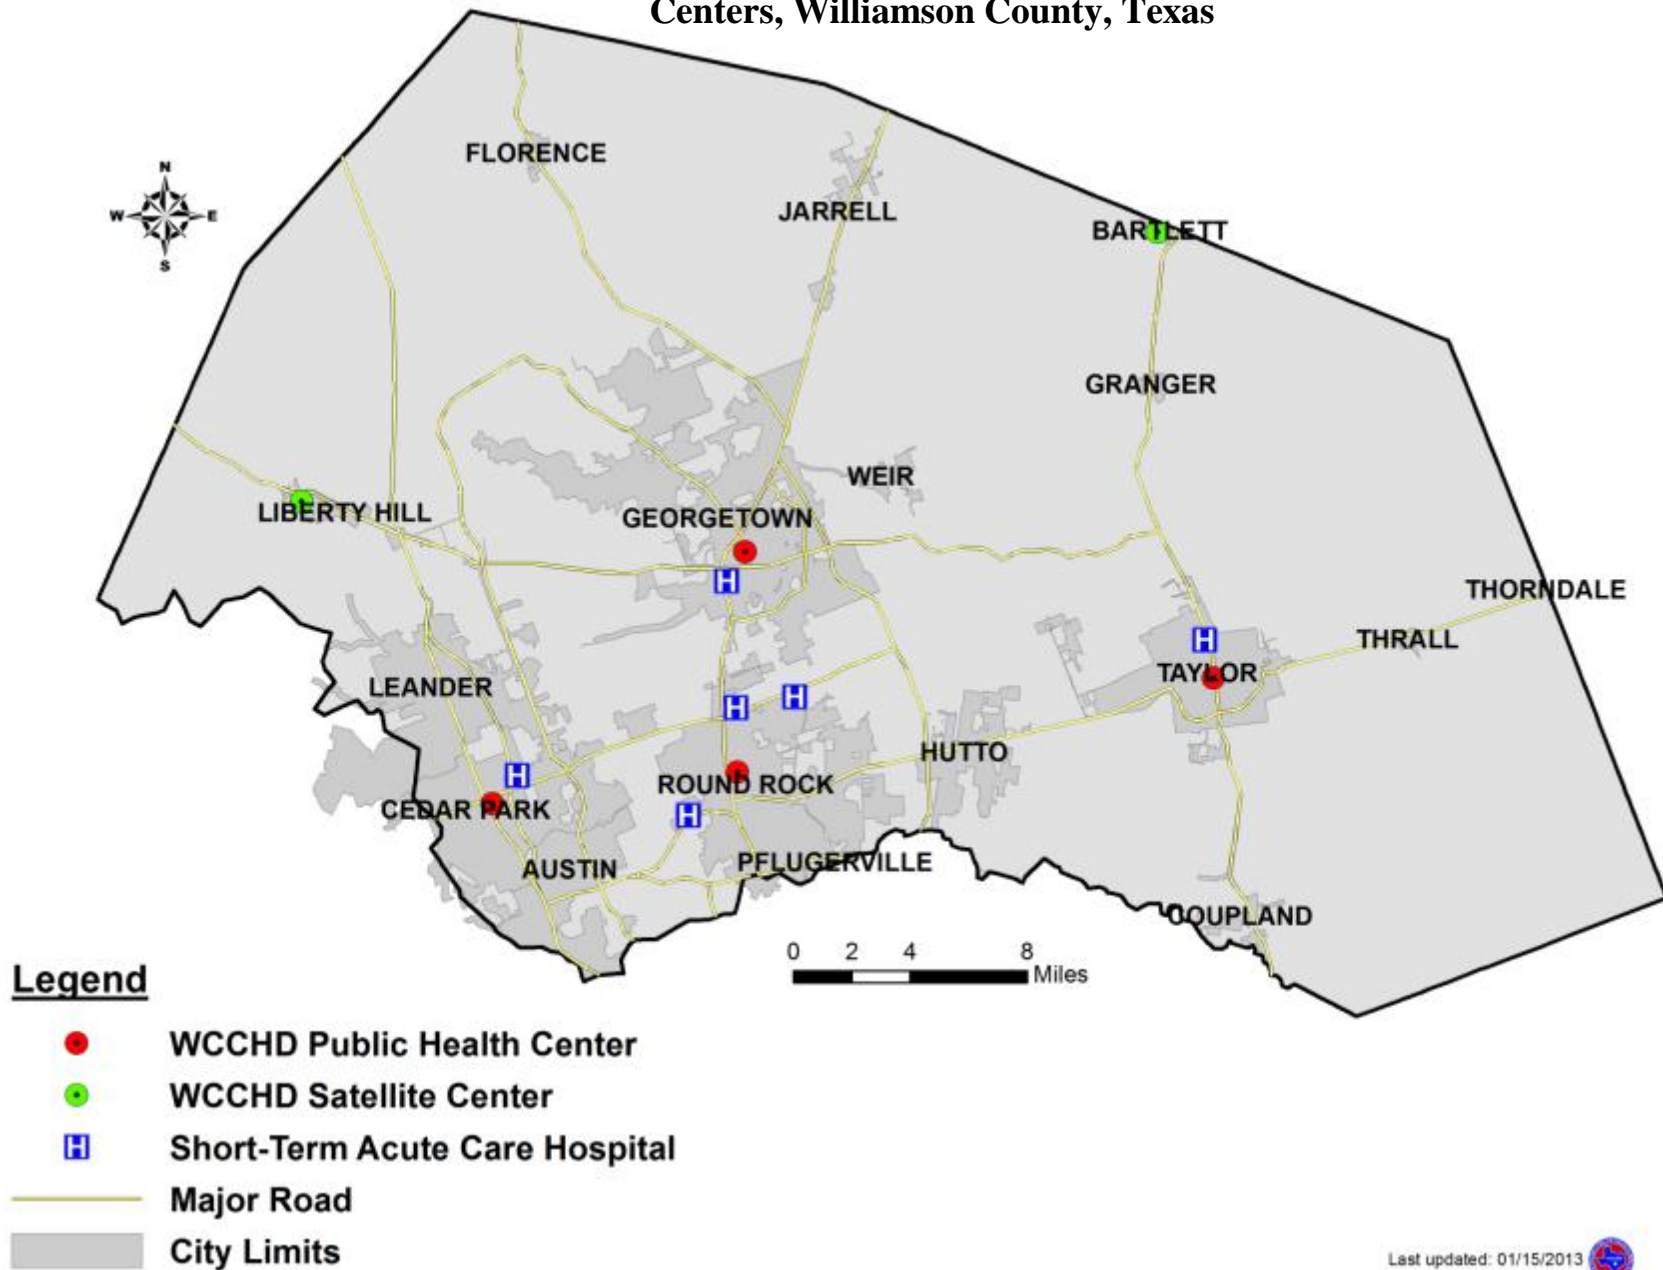 Centers, Williamson County, Texas
N
W E
S
FLORENCE
JARRELL
BARTLETT
GRANGER
WEIR
LIBERTY HILL
GEORGETOWN
H
THORNDALE
THRALL
H
TAYLOR
LEANDER
H
H
HUTTO
H
ROUND ROCK
CEDAR PARK
H
AUSTIN
PFLUGERVILLE
COUPLAND
0 2 4 8
Miles
Legend
WCCHD Public Health Center
WCCHD Satellite Center
H Short-Term Acute Care Hospital
Major Road
City Limits
Last updated: 01/15/2013